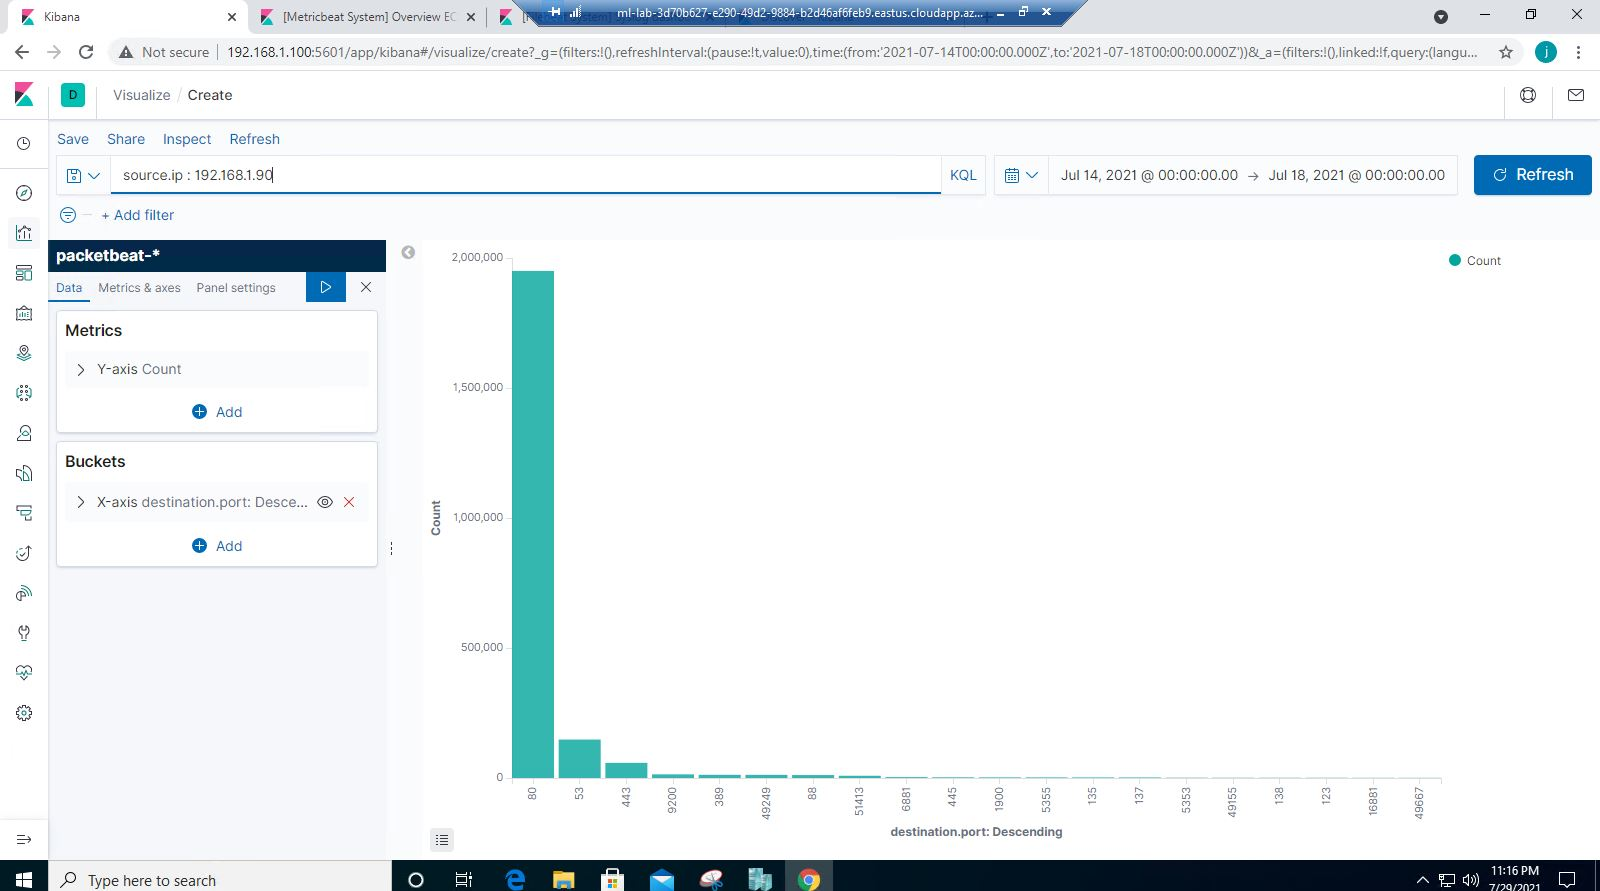 Kibana
[Metricbeat System] Overview EC
ml-lab-3d70b627-e290-49d2-9884-b2d46af6feb9.eastus.cloudapp.az...
Not secure
192.168.1.100:5601/app/kibana#/visualize/create?_g=(filters:!(),refreshInterval:(pause:!t,value:0),time:(from:'2021-07-14T00:00:00.000Z',to:'2021-07-18T00:00:00.000Z'))&_a=(filters:!(),linked:!f,query:(langu...
j
D
Visualize / Create
Save Share Inspect Refresh
source.ip : 192.168.1.90
KQL
Jul 14, 2021 @ 00:00:00.00 → Jul 18, 2021 @ 00:00:00.00
Refresh
+ Add filter
packetbeat-*
Data Metrics & axes Panel settings
Metrics
Y-axis Count
Add
Buckets
X-axis destination.port: Desce...
Add
2,000,000
1,500,000
1,000,000
500,000
0
Count
Count
80
53
443
9200
389
49249
88
51413
6881
445
1900
5355
135
137
5353
49155
138
123
16881
49667
destination.port: Descending
Type here to search
11:16 PM
7/29/2021